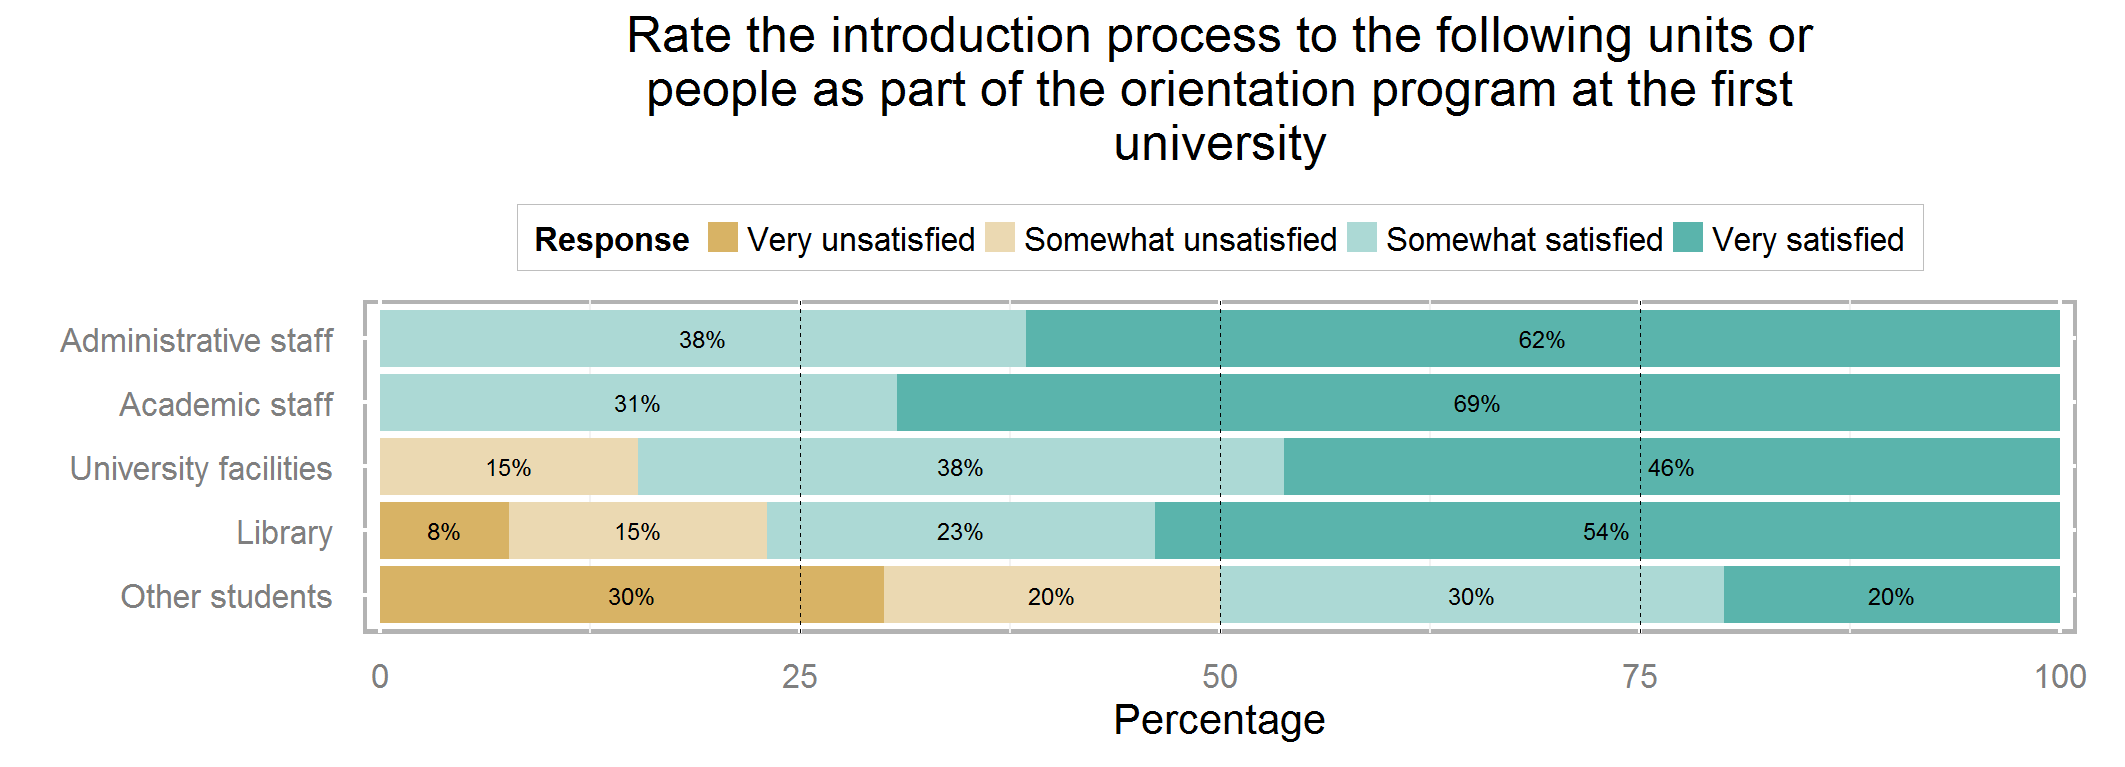 Rate the introduction process to the following units or
people as part of the orientation program at the first
university
Response Very unsatisfied Somewhat unsatisfied Somewhat satisfied Very satisfied
Administrative staff 38% 62%
Academic staff 31% 69%
University facilities 15% 38% 46%
Library 8% 15% 23% 54%
Other students 30% 20% 30% 20%
0 25 50 75 100
Percentage